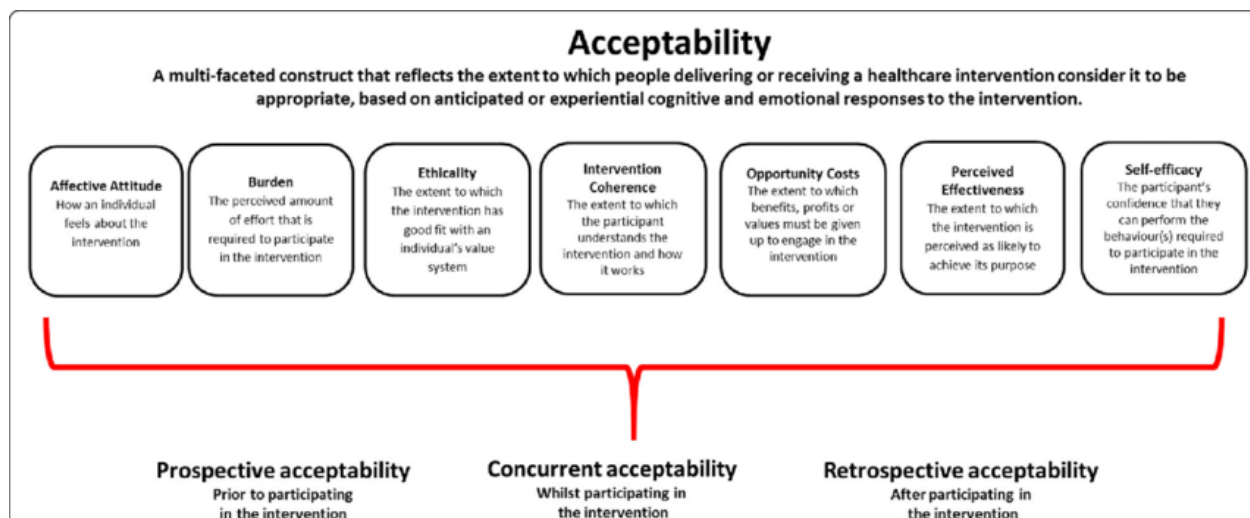 Acceptability
A multi-faceted construct that reflects the extent to which people delivering or receiving a healthcare intervention consider it to be
appropriate, based on anticipated or experiential cognitive and emotional responses to the intervention.
Affective Attitude
How an individual
feels about the
intervention
Burden
The perceived amount
of effort that is
required to participate
in the intervention
Ethicality
The extent to which
the intervention has
good fit with an
individual's value
system
Intervention
Coherence
The extent to which
the participant
understands the
intervention and how
it works
Opportunity Costs
The extent to which
benefits, profits or
values must be given
up to engage in the
intervention
Perceived
Effectiveness
The extent to which
the intervention is
perceived as likely to
achieve its purpose
Self-efficacy
The participant's
confidence that they
can perform the
behaviour(s) required
to participate in the
intervention
Prospective acceptability
Prior to participating
in the intervention
Concurrent acceptability
Whilst participating in
the intervention
Retrospective acceptability
After participating in
the intervention